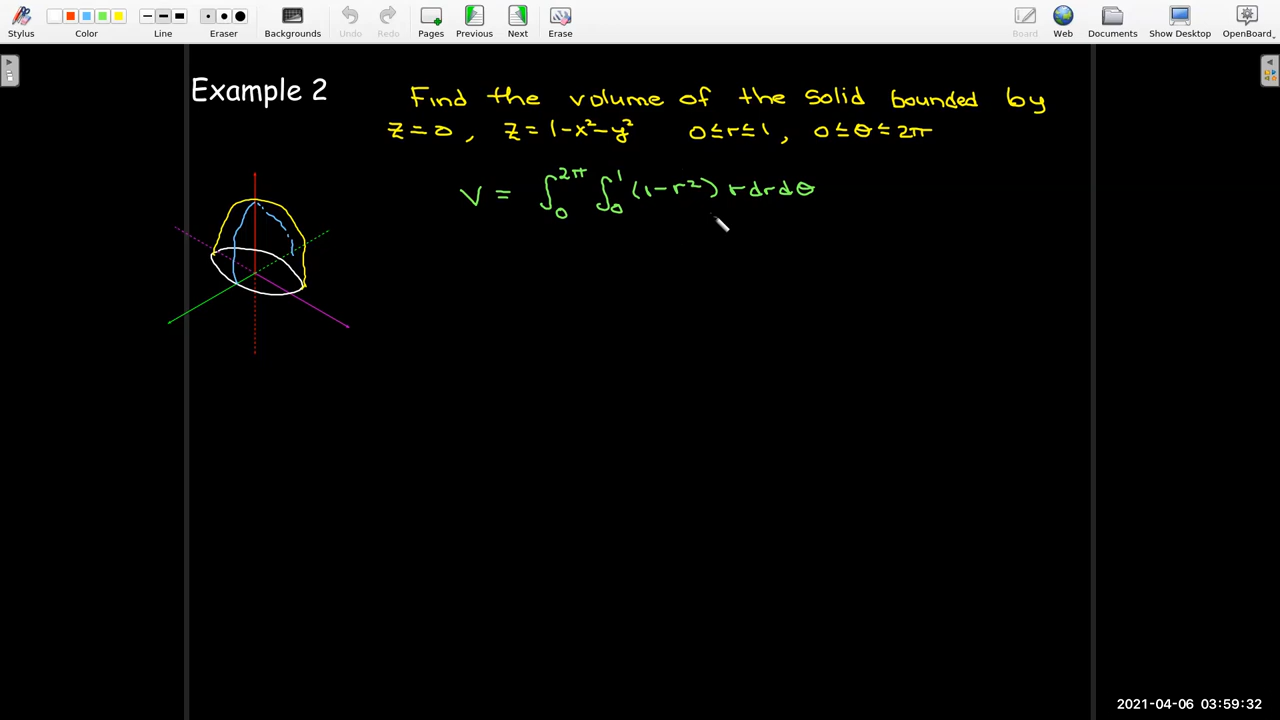 Stylus
Color
Line
Eraser
Backgrounds
Undo
Redo
Pages
Previous
Next
Erase
Board
Web
Documents
Show Desktop
OpenBoard
Example 2
Find the volume of the solid bounded by
z=0, z=1-x²-y² 0≤r≤1, 0≤θ≤2π
V = ∫₀^2π ∫₀^1 (1-r²) r dr dθ
2021-04-06 03:59:32